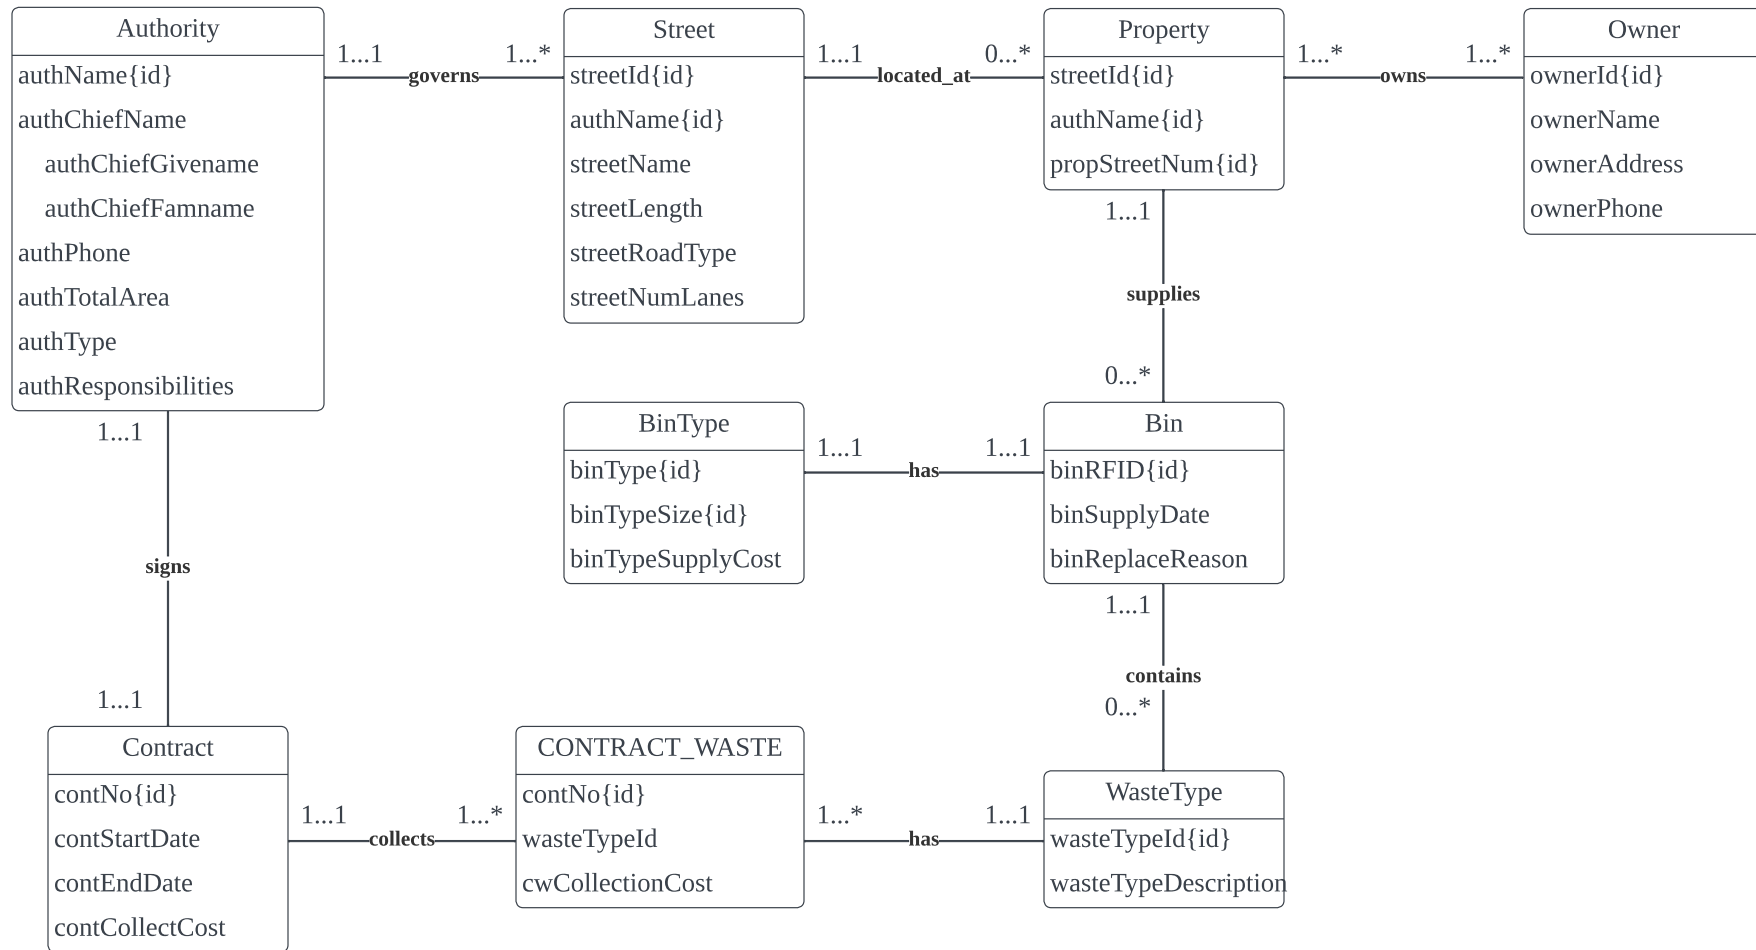 Authority
authName{id}
authChiefName
authChiefGivename
authChiefFamname
authPhone
authTotalArea
authType
authResponsibilities
1...1
governs
1...*
Street
streetId{id}
authName{id}
streetName
streetLength
streetRoadType
streetNumLanes
1...1
located_at
0...*
Property
streetId{id}
authName{id}
propStreetNum{id}
1...*
owns
1...*
Owner
ownerId{id}
ownerName
ownerAddress
ownerPhone
1...1
supplies
0...*
BinType
binType{id}
binTypeSize{id}
binTypeSupplyCost
1...1
has
1...1
Bin
binRFID{id}
binSupplyDate
binReplaceReason
1...1
contains
0...*
1...1
signs
1...1
Contract
contNo{id}
contStartDate
contEndDate
contCollectCost
1...1
collects
1...*
CONTRACT_WASTE
contNo{id}
wasteTypeId
cwCollectionCost
1...*
has
1...1
WasteType
wasteTypeId{id}
wasteTypeDescription